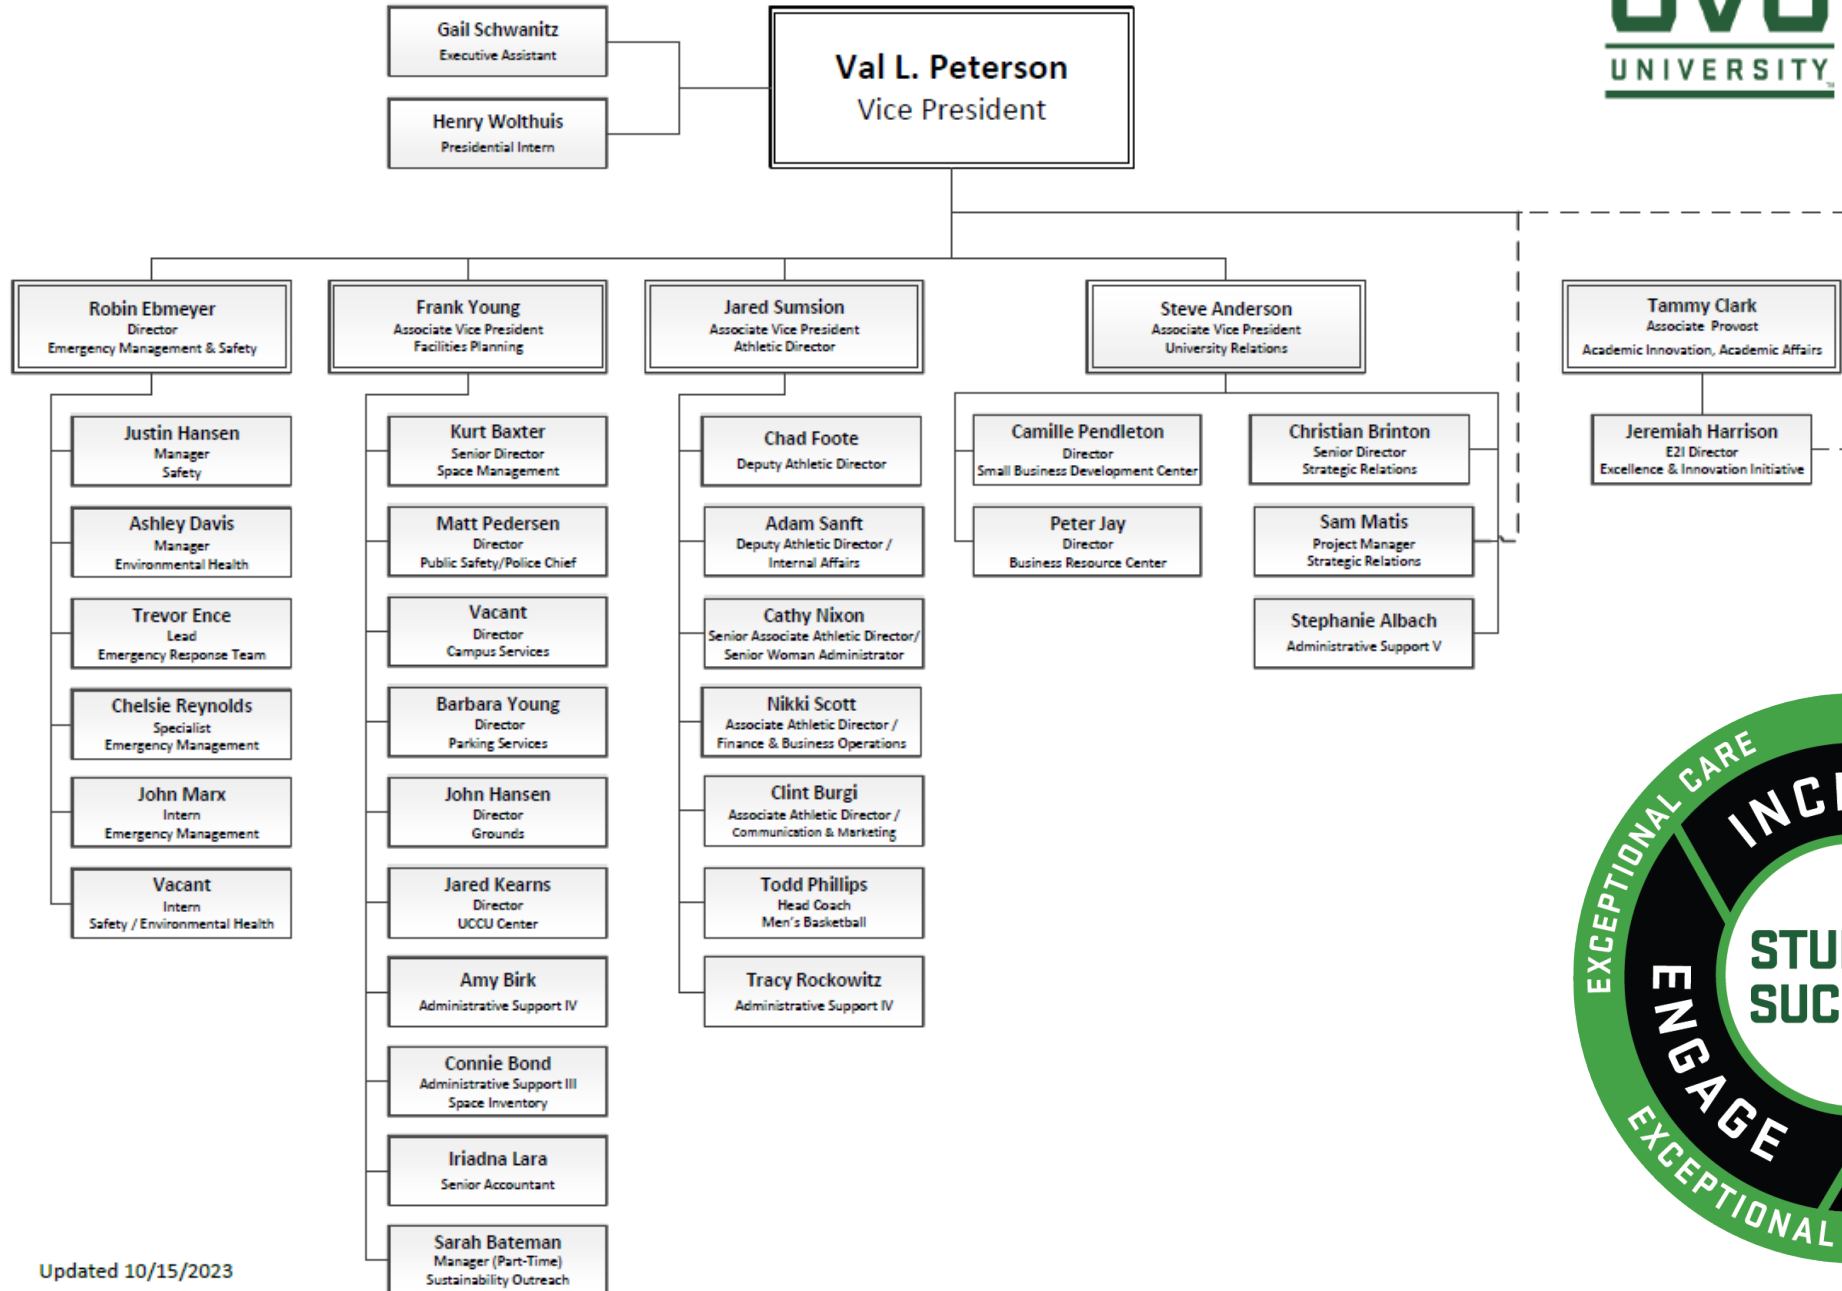 Gail Schwanitz
Executive Assistant
Henry Wolthuis
Presidential Intern
Val L. Peterson
Vice President
UVU
UNIVERSITY
Robin Ebmeyer
Director
Emergency Management & Safety
Justin Hansen
Manager
Safety
Ashley Davis
Manager
Environmental Health
Trevor Ence
Lead
Emergency Response Team
Chelsie Reynolds
Specialist
Emergency Management
John Marx
Intern
Emergency Management
Vacant
Intern
Safety / Environmental Health
Frank Young
Associate Vice President
Facilities Planning
Kurt Baxter
Senior Director
Space Management
Matt Pedersen
Director
Public Safety/Police Chief
Vacant
Director
Campus Services
Barbara Young
Director
Parking Services
John Hansen
Director
Grounds
Jared Kearns
Director
UCCU Center
Amy Birk
Administrative Support IV
Connie Bond
Administrative Support III
Space Inventory
Iriadna Lara
Senior Accountant
Sarah Bateman
Manager (Part-Time)
Sustainability Outreach
Jared Sumsion
Associate Vice President
Athletic Director
Chad Foote
Deputy Athletic Director
Adam Sanft
Deputy Athletic Director /
Internal Affairs
Cathy Nixon
Senior Associate Athletic Director/
Senior Woman Administrator
Nikki Scott
Associate Athletic Director /
Finance & Business Operations
Clint Burgi
Associate Athletic Director /
Communication & Marketing
Todd Phillips
Head Coach
Men's Basketball
Tracy Rockowitz
Administrative Support IV
Steve Anderson
Associate Vice President
University Relations
Camille Pendleton
Director
Small Business Development Center
Peter Jay
Director
Business Resource Center
Christian Brinton
Senior Director
Strategic Relations
Sam Matis
Project Manager
Strategic Relations
Stephanie Albach
Administrative Support V
Tammy Clark
Associate Provost
Academic Innovation, Academic Affairs
Jeremiah Harrison
E2I Director
Excellence & Innovation Initiative
EXCEPTIONAL CARE
INCL
ENGAGE
STU
SUC
EXCEPTIONAL
Updated 10/15/2023